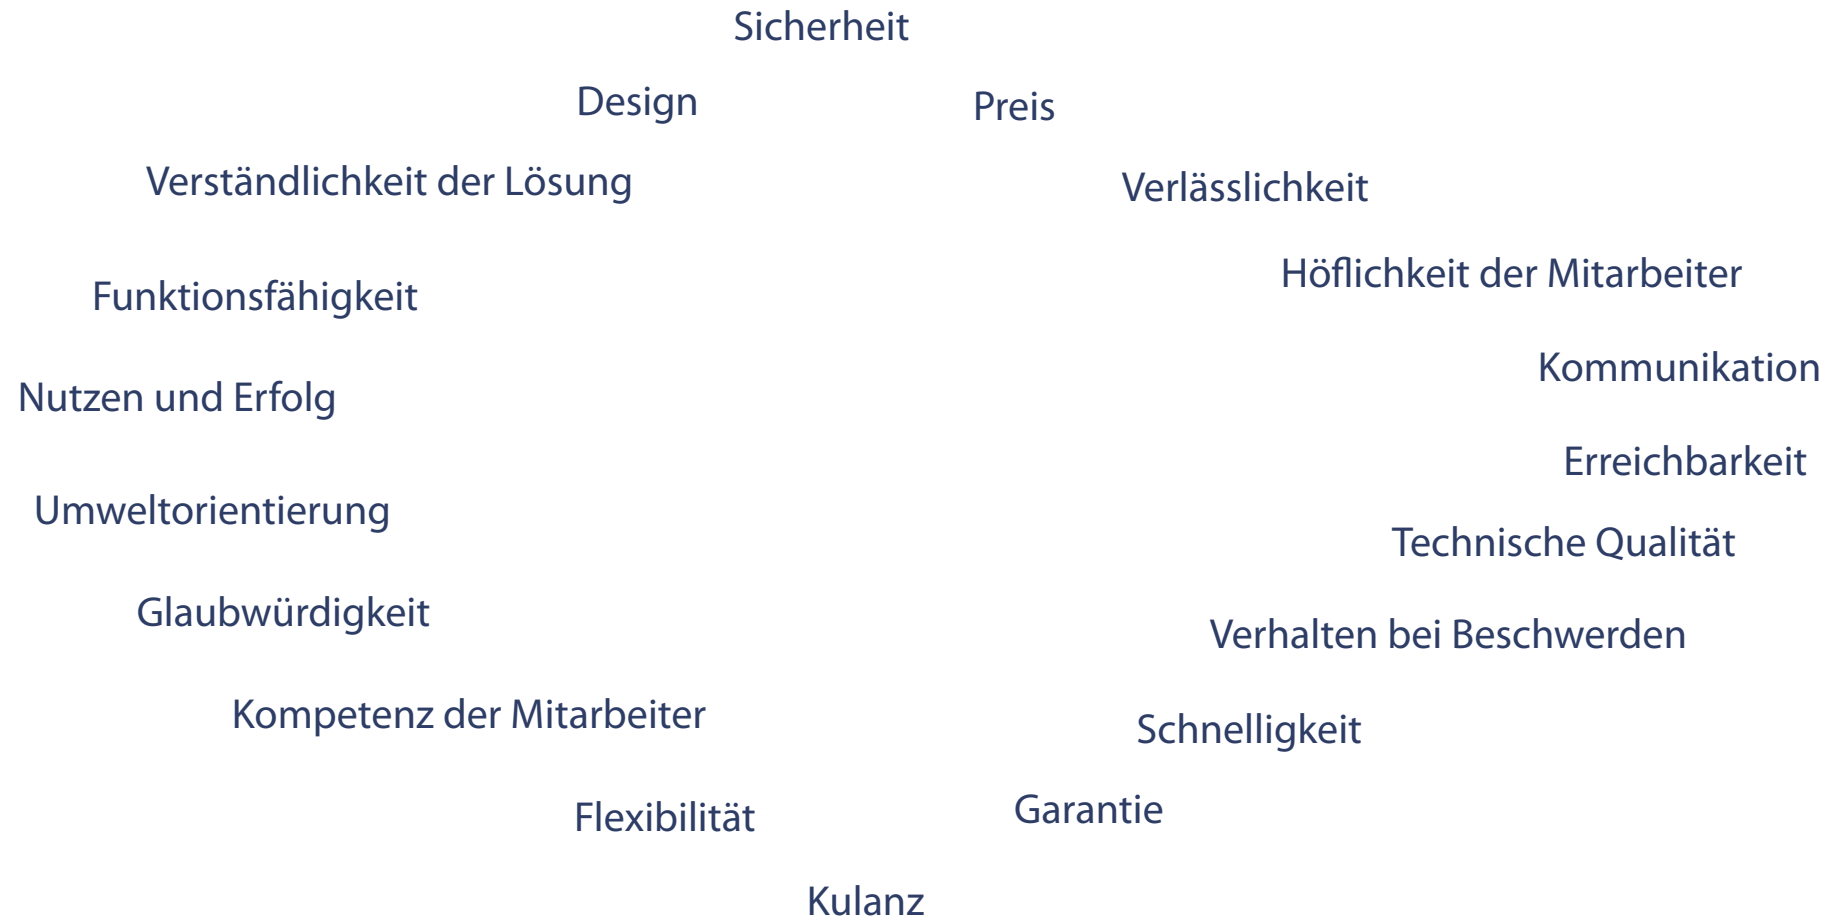 Sicherheit
Design
Preis
Verständlichkeit der Lösung
Verlässlichkeit
Höflichkeit der Mitarbeiter
Funktionsfähigkeit
Kommunikation
Nutzen und Erfolg
Erreichbarkeit
Umweltorientierung
Technische Qualität
Glaubwürdigkeit
Verhalten bei Beschwerden
Kompetenz der Mitarbeiter
Schnelligkeit
Flexibilität
Garantie
Kulanz